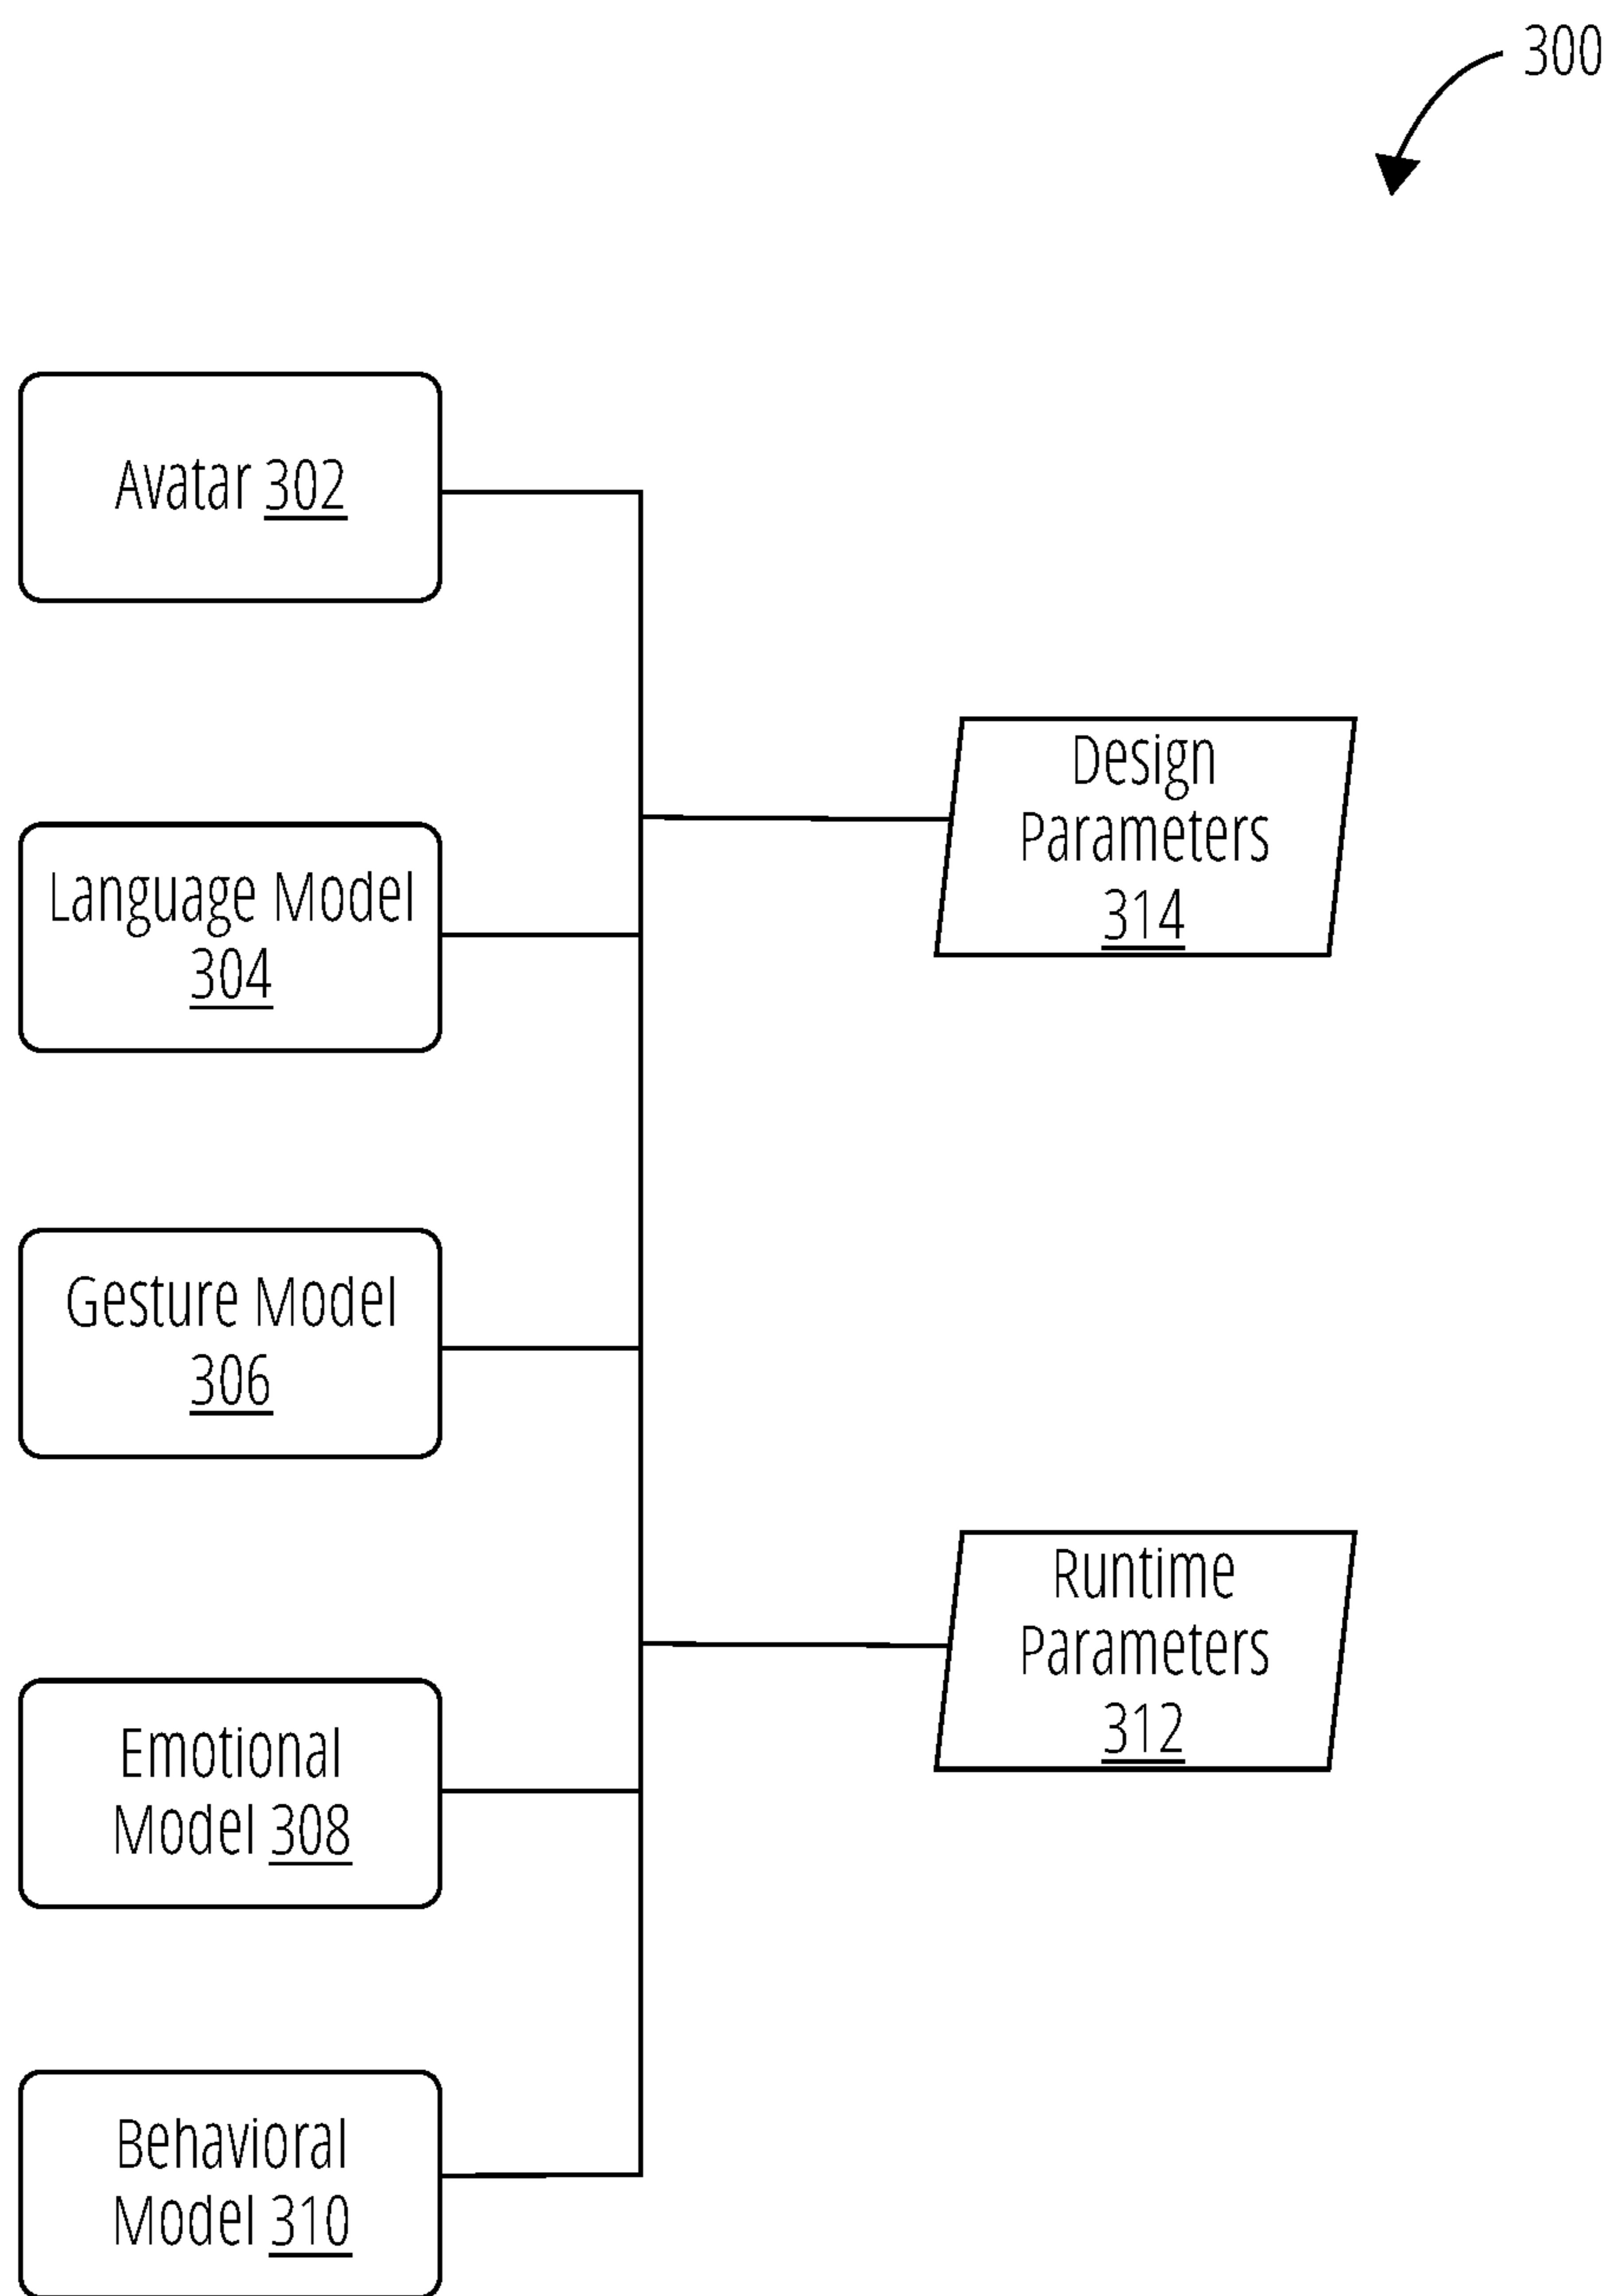 300
Avatar 302
Language Model
304
Gesture Model
306
Emotional
Model 308
Behavioral
Model 310
Design
Parameters
314
Runtime
Parameters
312